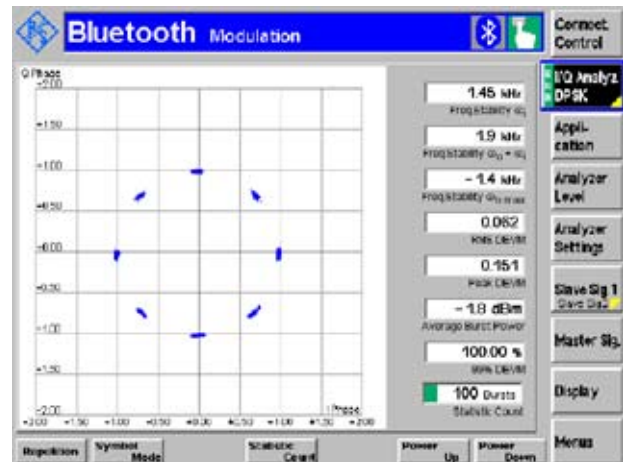 Bluetooth Modulation
Connect. Control
I/Q Analyz. DPSK
Appli-cation
Analyzer Level
Analyzer Settings
Slave Sig 1
Master Sig.
Display
Menus
Q Phase
+2.00
+1.50
+1.00
+0.50
+0.00
-0.50
-1.00
-1.50
-2.00
-2.00 -1.50 -1.00 -0.50 +0.00 +0.50 +1.00 +1.50 +2.00
I Phase
1.45 kHz
Freq.Stability ωi
1.9 kHz
Freq.Stability ω0 + ωi
- 1.4 kHz
Freq.Stability ω0 max
0.062
RMS DEVM
0.151
Peak DEVM
- 1.8 dBm
Average Burst Power
100.00 %
99% DEVM
100 Bursts
Statistic Count
Repetition
Symbol Mode
Statistic Count
Power Up
Power Down